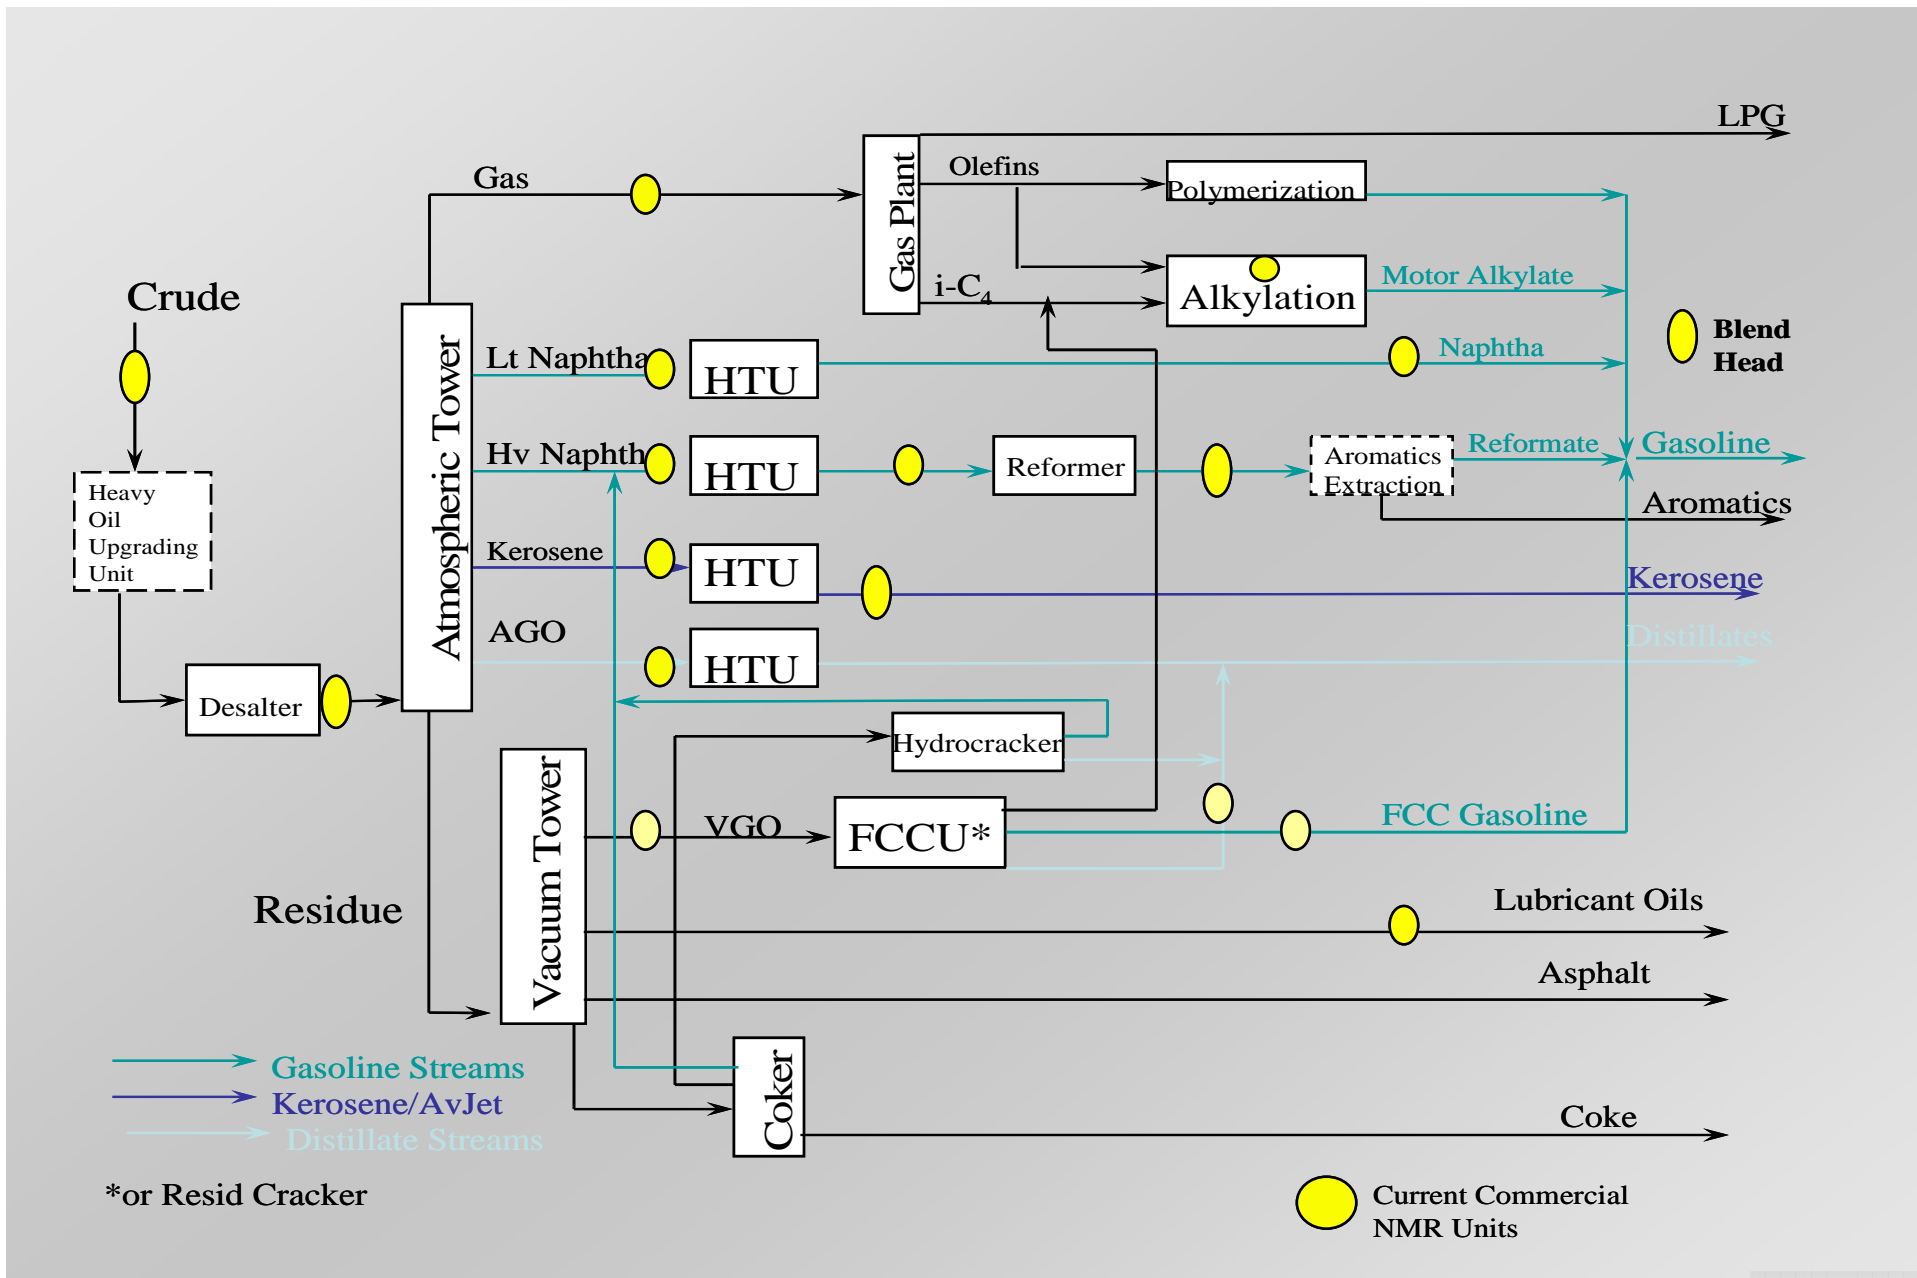 LPG
Gas
Olefins
Polymerization
Gas Plant
Crude
i-C4
Alkylation
Motor Alkylate
Atmospheric Tower
Lt Naphtha
HTU
Naphtha
Blend
Head
Hv Naphth
HTU
Reformer
Aromatics
Extraction
Reformate
Gasoline
Heavy
Oil
Upgrading
Unit
Aromatics
Kerosene
HTU
Kerosene
AGO
HTU
Distillates
Desalter
Hydrocracker
Vacuum Tower
VGO
FCCU*
FCC Gasoline
Residue
Lubricant Oils
Asphalt
Coker
Coke
Gasoline Streams
Kerosene/AvJet
Distillate Streams
*or Resid Cracker
Current Commercial
NMR Units